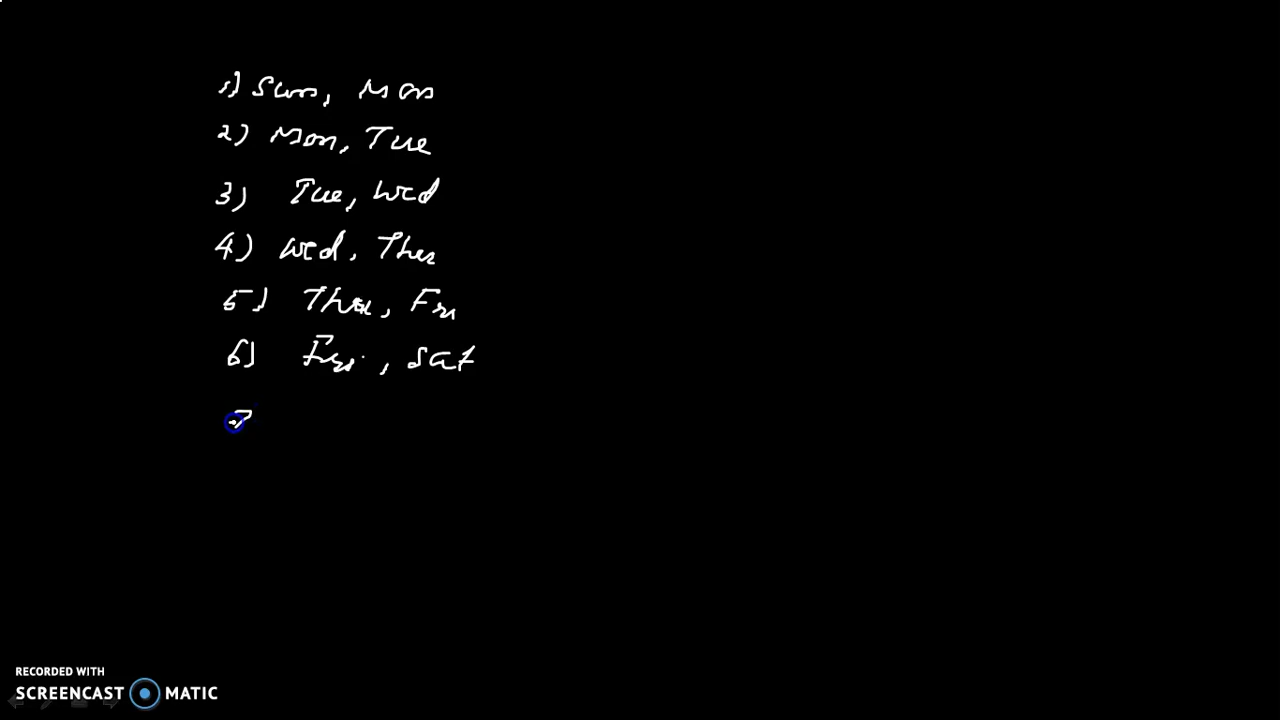 1) Sun, Mon
2) Mon, Tue
3) Tue, Wed
4) Wed, Thu
5) Thu, Fri
6) Fri, Sat
7
RECORDED WITH
SCREENCAST MATIC